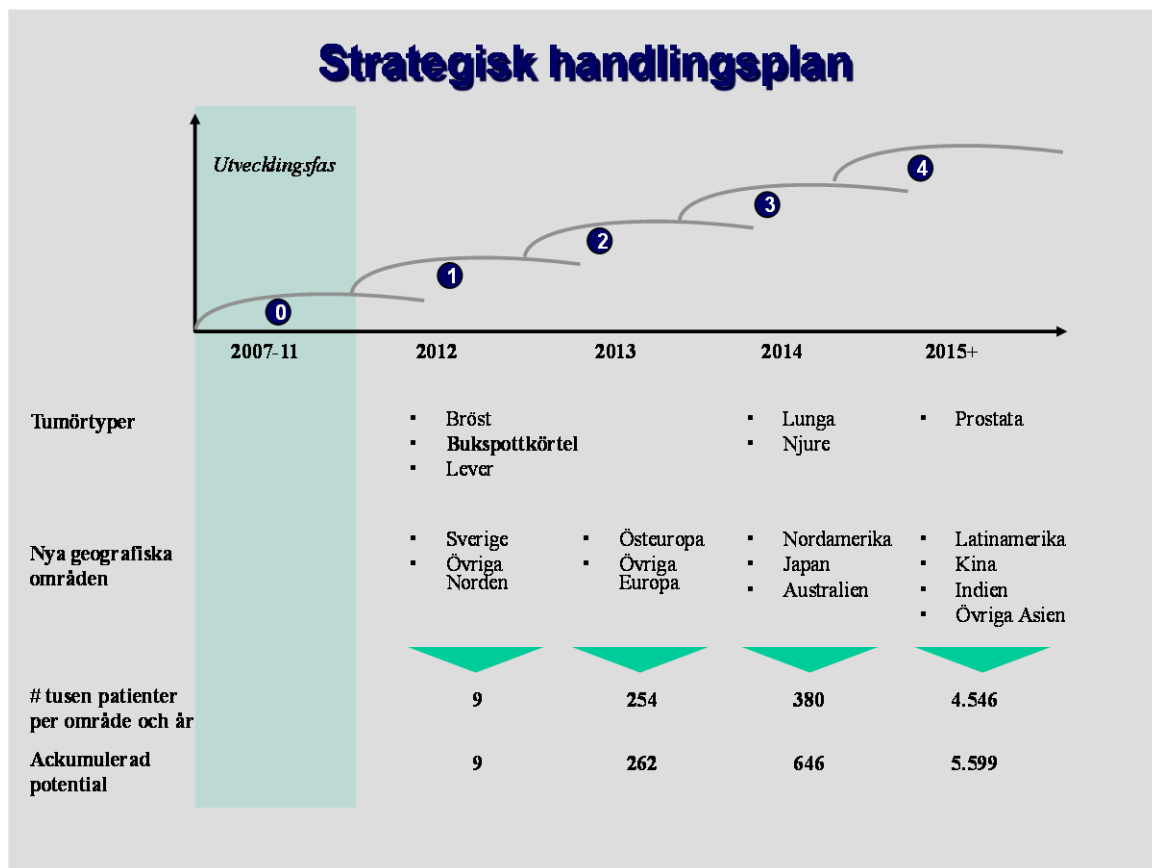 Strategisk handlingsplan
Utvecklingsfas
0
1
2
3
4
2007-11 2012 2013 2014 2015+
Tumörtyper
▪ Bröst
▪ Bukspottkörtel
▪ Lever
▪ Lunga
▪ Njure
▪ Prostata
Nya geografiska
områden
▪ Sverige
▪ Övriga
Norden
▪ Östeuropa
▪ Övriga
Europa
▪ Nordamerika
▪ Japan
▪ Australien
▪ Latinamerika
▪ Kina
▪ Indien
▪ Övriga Asien
# tusen patienter
per område och år
9 254 380 4.546
Ackumulerad
potential
9 262 646 5.599